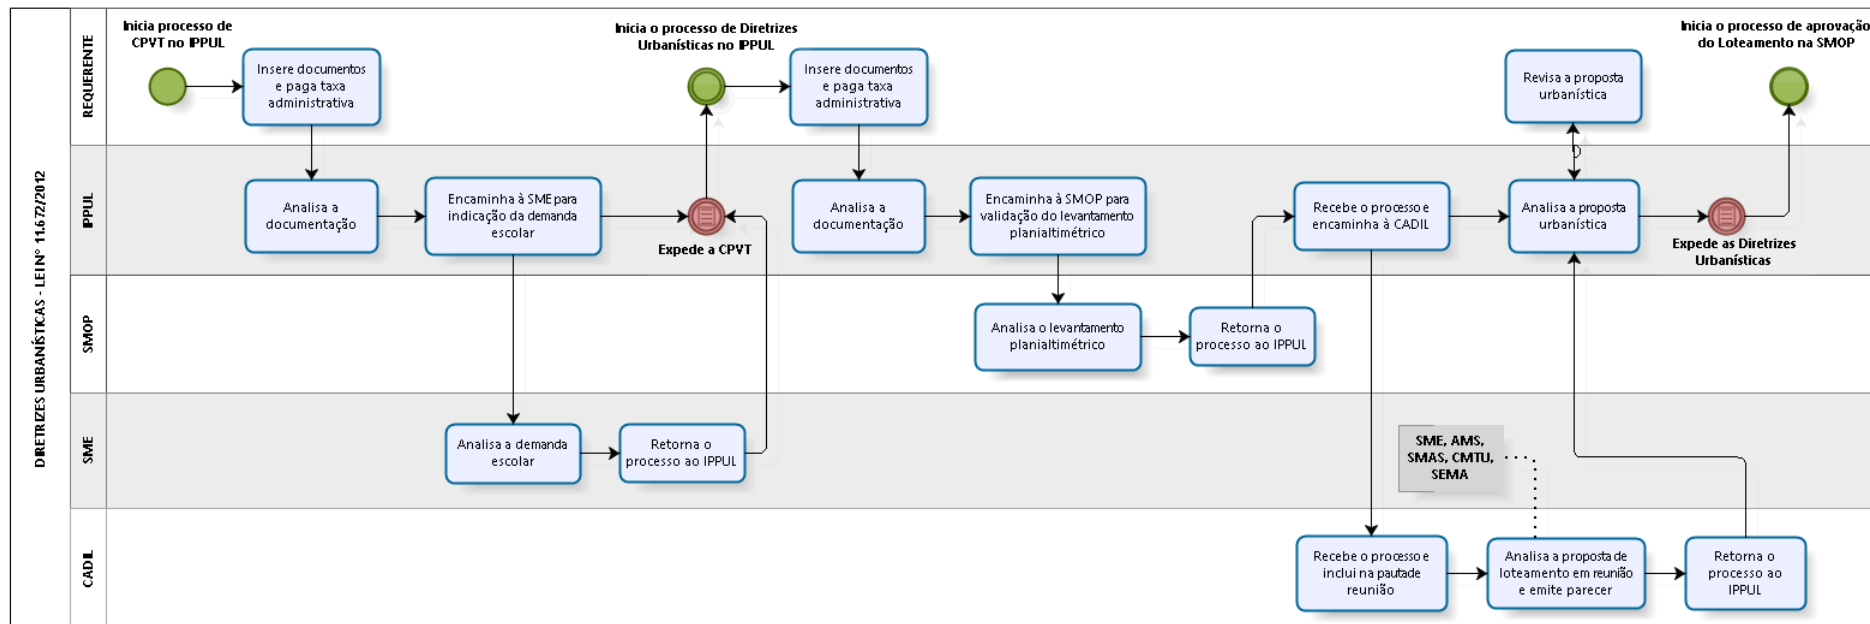 DIRETRIZES URBANÍSTICAS - LEI N° 11.672/2012
REQUERENTE
Inicia processo de
CPVT no IPPUL
Insere documentos
e paga taxa
administrativa
Inicia o processo de Diretrizes
Urbanísticas no IPPUL
Insere documentos
e paga taxa
administrativa
Revisa a proposta
urbanística
Inicia o processo de aprovação
do Loteamento na SMOP
IPPUL
Analisa a
documentação
Encaminha à SME para
indicação da demanda
escolar
Expede a CPVT
Analisa a
documentação
Encaminha à SMOP para
validação do levantamento
planialtimétrico
Recebe o processo e
encaminha à CADIL
Analisa a proposta
urbanística
Expede as Diretrizes
Urbanísticas
SMOP
Analisa o levantamento
planialtimétrico
Retorna o
processo ao IPPUL
SME
Analisa a demanda
escolar
Retorna o
processo ao IPPUL
SME, AMS,
SMAS, CMTU,
SEMA
CADIL
Recebe o processo e
inclui na pauta de
reunião
Analisa a proposta de
loteamento em reunião
e emite parecer
Retorna o
processo ao
IPPUL